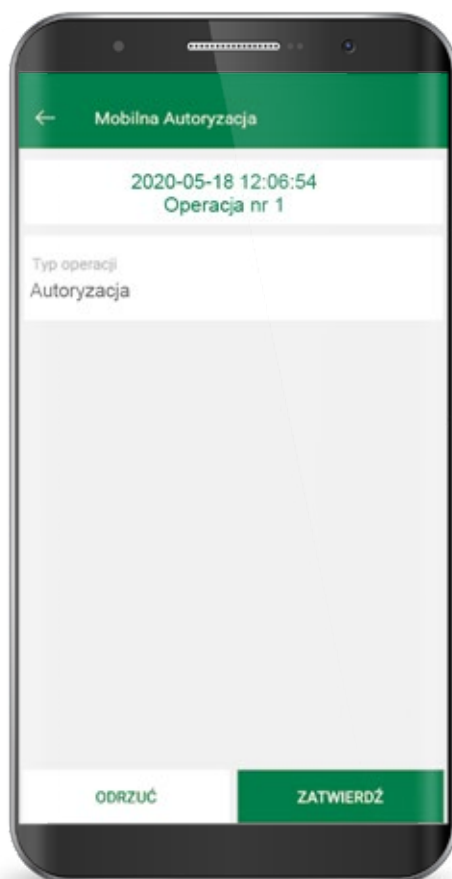 Mobilna Autoryzacja
2020-05-18 12:06:54
Operacja nr 1
Typ operacji
Autoryzacja
ODRZUĆ
ZATWIERDŹ